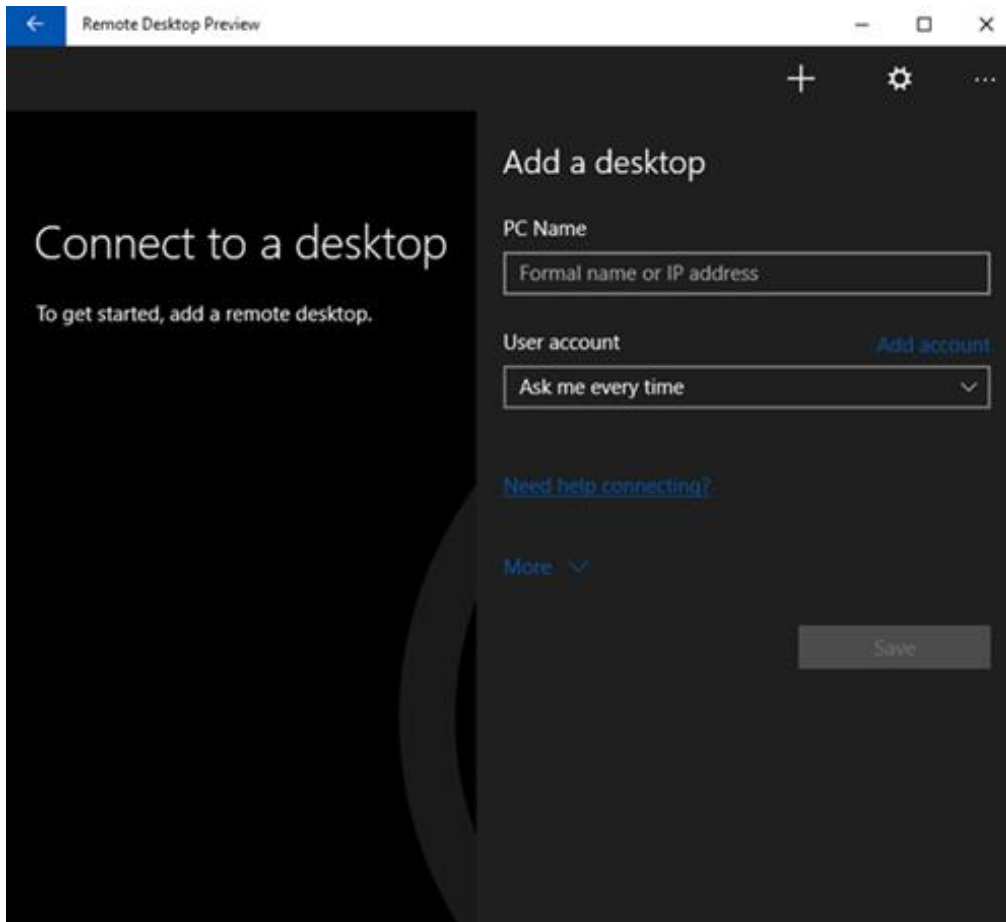 Remote Desktop Preview
Connect to a desktop
To get started, add a remote desktop.
Add a desktop
PC Name
Formal name or IP address
User account Add account
Ask me every time
Need help connecting?
More
Save